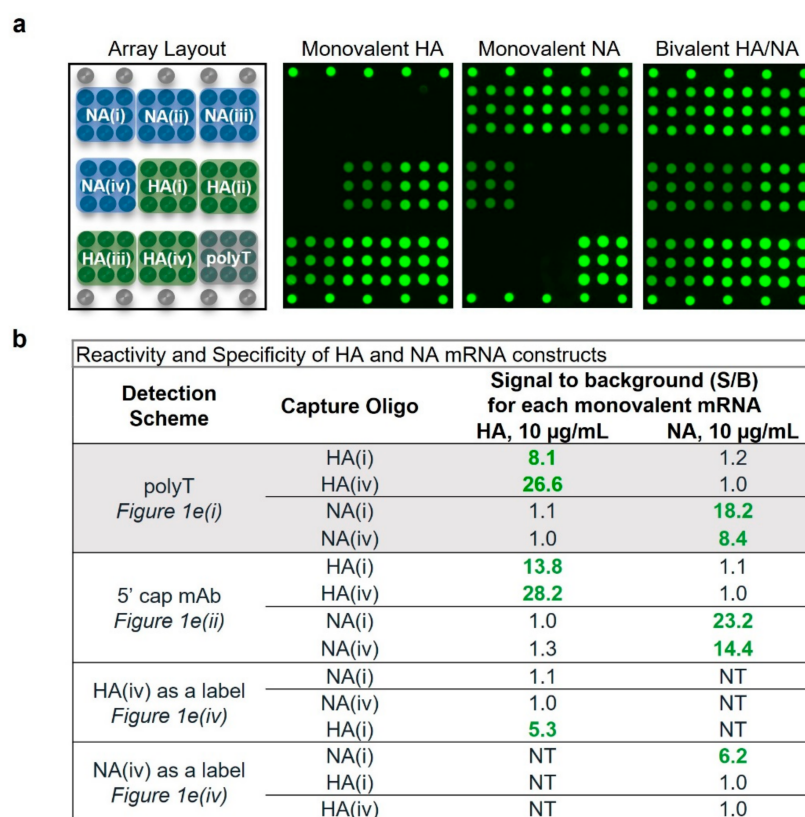 a
Array Layout Monovalent HA Monovalent NA Bivalent HA/NA
NA(i) NA(ii) NA(iii)
NA(iv) HA(i) HA(ii)
HA(iii) HA(iv) polyT
b
Reactivity and Specificity of HA and NA mRNA constructs
Detection Scheme Capture Oligo Signal to background (S/B) for each monovalent mRNA
HA, 10 µg/mL NA, 10 µg/mL
polyT
Figure 1e(i)
HA(i) 8.1 1.2
HA(iv) 26.6 1.0
NA(i) 1.1 18.2
NA(iv) 1.0 8.4
5' cap mAb
Figure 1e(ii)
HA(i) 13.8 1.1
HA(iv) 28.2 1.0
NA(i) 1.0 23.2
NA(iv) 1.3 14.4
HA(iv) as a label
Figure 1e(iv)
NA(i) 1.1 NT
NA(iv) 1.0 NT
HA(i) 5.3 NT
NA(iv) as a label
Figure 1e(iv)
NA(i) NT 6.2
HA(i) NT 1.0
HA(iv) NT 1.0